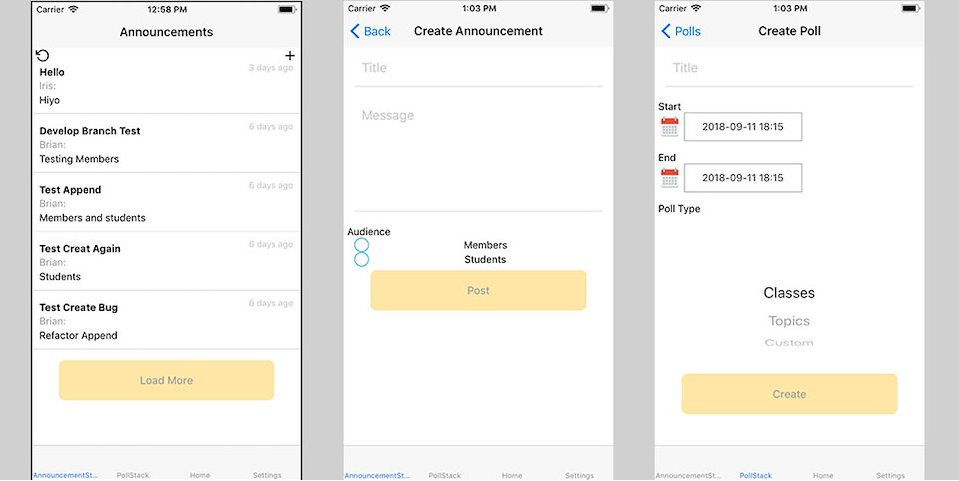 Carrier 12:58 PM
Announcements
+
Hello 3 days ago
Iris:
Hiyo
Develop Branch Test 6 days ago
Brian:
Testing Members
Test Append 6 days ago
Brian:
Members and students
Test Creat Again 6 days ago
Brian:
Students
Test Create Bug 6 days ago
Brian:
Refactor Append
Load More
AnnouncementSt... PollStack Home Settings
Carrier 1:03 PM
Back Create Announcement
Title
Message
Audience
Members
Students
Post
AnnouncementSt... PollStack Home Settings
Carrier 1:03 PM
Polls Create Poll
Title
Start
2018-09-11 18:15
End
2018-09-11 18:15
Poll Type
Classes
Topics
Custom
Create
AnnouncementSt... PollStack Home Settings